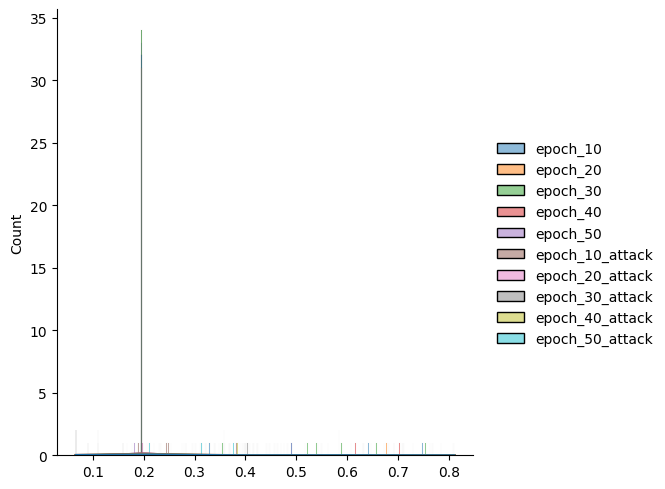 35
30
25
20
15
10
5
0
Count
0.1 0.2 0.3 0.4 0.5 0.6 0.7 0.8
epoch_10
epoch_20
epoch_30
epoch_40
epoch_50
epoch_10_attack
epoch_20_attack
epoch_30_attack
epoch_40_attack
epoch_50_attack